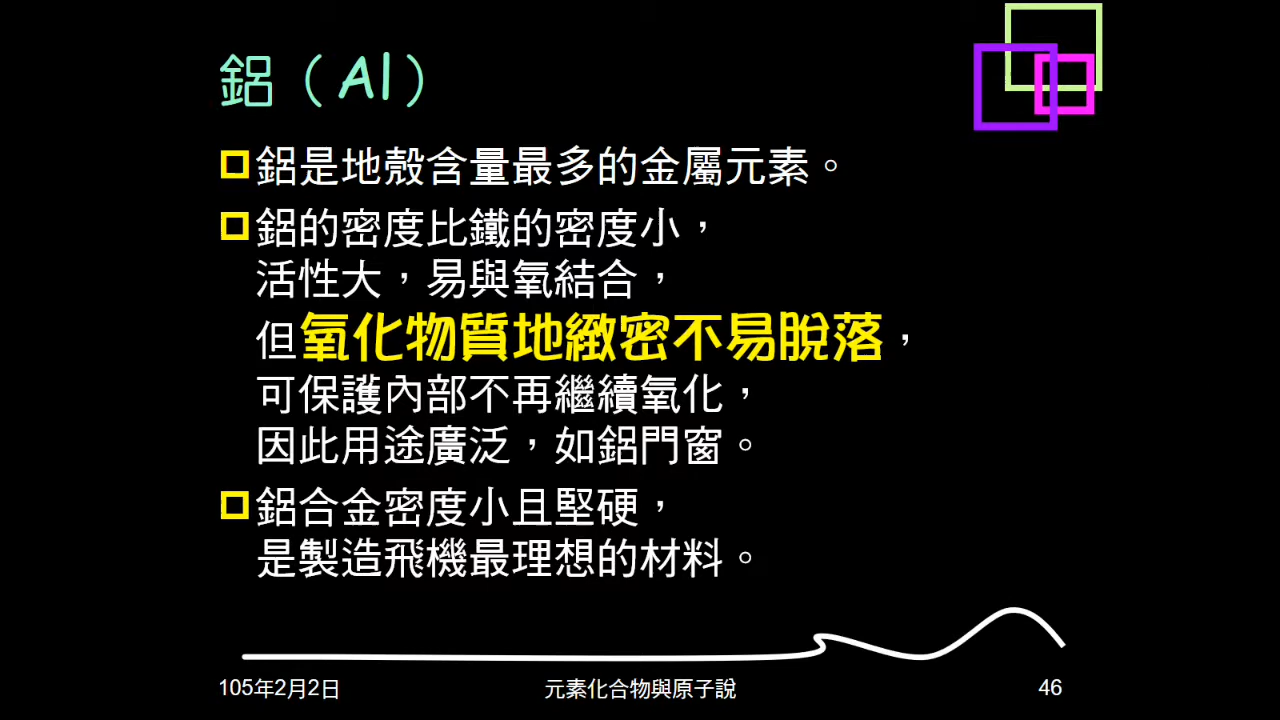 鋁（Al）
鋁是地殼含量最多的金屬元素。
鋁的密度比鐵的密度小，
活性大，易與氧結合，
但氧化物質地緻密不易脫落，
可保護內部不再繼續氧化，
因此用途廣泛，如鋁門窗。
鋁合金密度小且堅硬，
是製造飛機最理想的材料。
105年2月2日
元素化合物與原子說
46